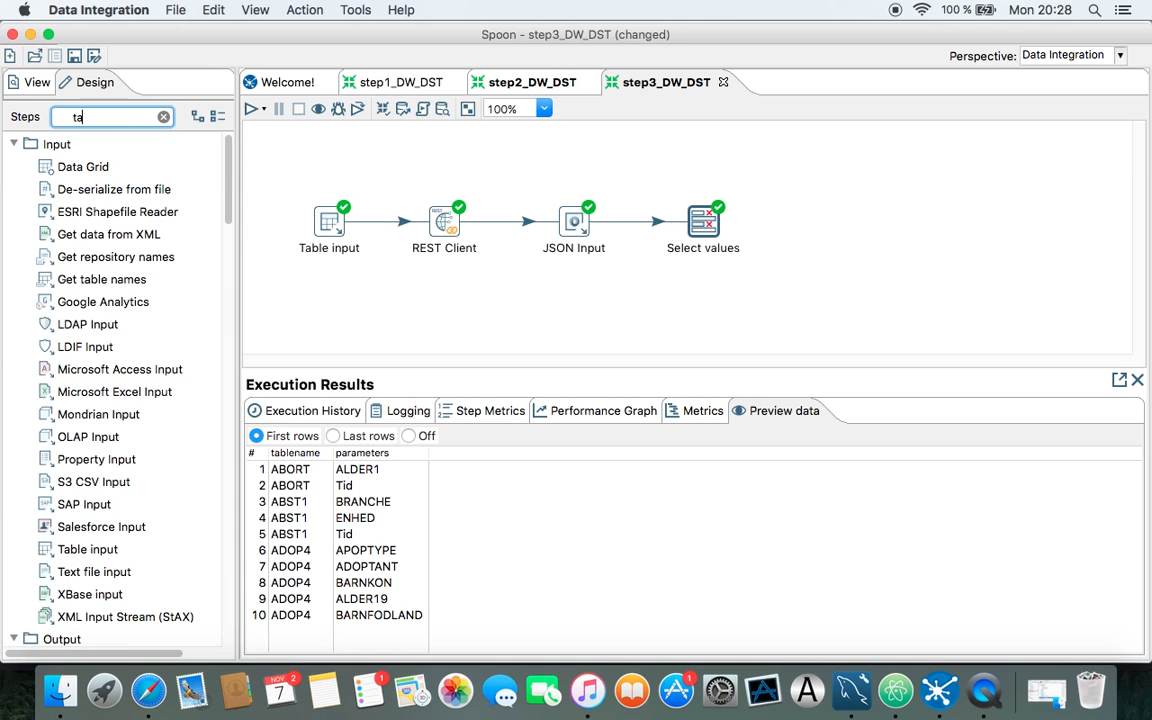 Data Integration File Edit View Action Tools Help 100 % Mon 20:28
Spoon - step3_DW_DST (changed)
Perspective: Data Integration
View Design Welcome! step1_DW_DST step2_DW_DST step3_DW_DST
Steps ta 100%
Input
Data Grid
De-serialize from file
ESRI Shapefile Reader
Get data from XML
Get repository names
Get table names
Google Analytics
LDAP Input
LDIF Input
Microsoft Access Input
Microsoft Excel Input
Mondrian Input
OLAP Input
Property Input
S3 CSV Input
SAP Input
Salesforce Input
Table input
Text file input
XBase input
XML Input Stream (StAX)
Output
REST
Table input REST Client JSON Input Select values
Execution Results
Execution History Logging Step Metrics Performance Graph Metrics Preview data
First rows Last rows Off
# tablename parameters
1 ABORT ALDER1
2 ABORT Tid
3 ABST1 BRANCHE
4 ABST1 ENHED
5 ABST1 Tid
6 ADOP4 APOPTYPE
7 ADOP4 ADOPTANT
8 ADOP4 BARNKON
9 ADOP4 ALDER19
10 ADOP4 BARNFODLAND
NOV 2
7 1 1